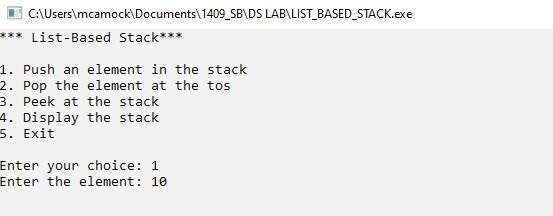 C:\Users\mcamock\Documents\1409_SB\DS LAB\LIST_BASED_STACK.exe
*** List-Based Stack***
1. Push an element in the stack
2. Pop the element at the tos
3. Peek at the stack
4. Display the stack
5. Exit
Enter your choice: 1
Enter the element: 10